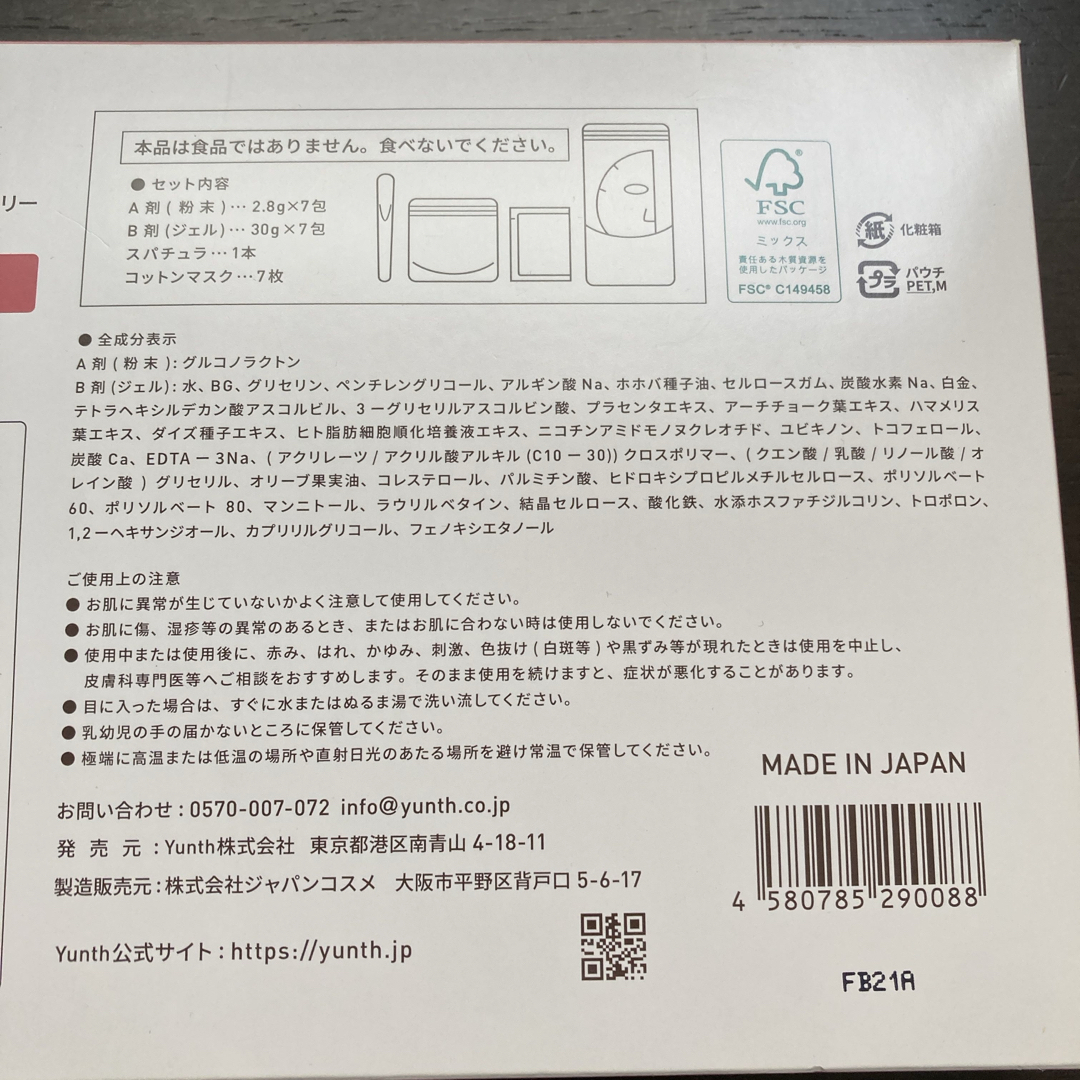 リー
本品は食品ではありません。食べないでください。
● セット内容
A 剤 ( 粉 末 ) … 2.8g×7包
B 剤 (ジェル) … 30g×7包
スパチュラ … 1本
コットンマスク … 7枚
FSC®
www.fsc.org
ミックス
責任ある木質資源を
使用したパッケージ
FSC® C149458
紙 化粧箱
プラ パウチ
PET,M
● 全成分表示
A 剤 ( 粉 末 ) : グルコノラクトン
B 剤 (ジェル) : 水、BG、グリセリン、ペンチレングリコール、アルギン酸 Na、ホホバ種子油、セルロースガム、炭酸水素 Na、白金、
テトラヘキシルデカン酸アスコルビル、3 ーグリセリルアスコルビン酸、プラセンタエキス、アーチチョーク葉エキス、ハマメリス
葉エキス、ダイズ種子エキス、ヒト脂肪細胞順化培養液エキス、ニコチンアミドモノヌクレオチド、ユビキノン、トコフェロール、
炭酸 Ca、EDTA ー 3Na、( アクリレーツ / アクリル酸アルキル (C10 ー 30)) クロスポリマー、( クエン酸 / 乳酸 / リノール酸 / オ
レイン酸 ) グリセリル、オリーブ果実油、コレステロール、パルミチン酸、ヒドロキシプロピルメチルセルロース、ポリソルベート
60、ポリソルベート 80、マンニトール、ラウリルベタイン、結晶セルロース、酸化鉄、水添ホスファチジルコリン、トロポロン、
1,2 ーヘキサンジオール、カプリリルグリコール、フェノキシエタノール
ご使用上の注意
● お肌に異常が生じていないかよく注意して使用してください。
● お肌に傷、湿疹等の異常のあるとき、またはお肌に合わない時は使用しないでください。
● 使用中または使用後に、赤み、はれ、かゆみ、刺激、色抜け ( 白斑等 ) や黒ずみ等が現れたときは使用を中止し、
皮膚科専門医等へご相談をおすすめします。そのまま使用を続けますと、症状が悪化することがあります。
● 目に入った場合は、すぐに水またはぬるま湯で洗い流してください。
● 乳幼児の手の届かないところに保管してください。
● 極端に高温または低温の場所や直射日光のあたる場所を避け常温で保管してください。
MADE IN JAPAN
お問い合わせ : 0570-007-072 info@yunth.co.jp
発 売 元 : Yunth株式会社 東京都港区南青山 4-18-11
製造販売元 : 株式会社ジャパンコスメ 大阪市平野区背戸口 5-6-17
4 580785 290088
Yunth公式サイト : https://yunth.jp
FB21A